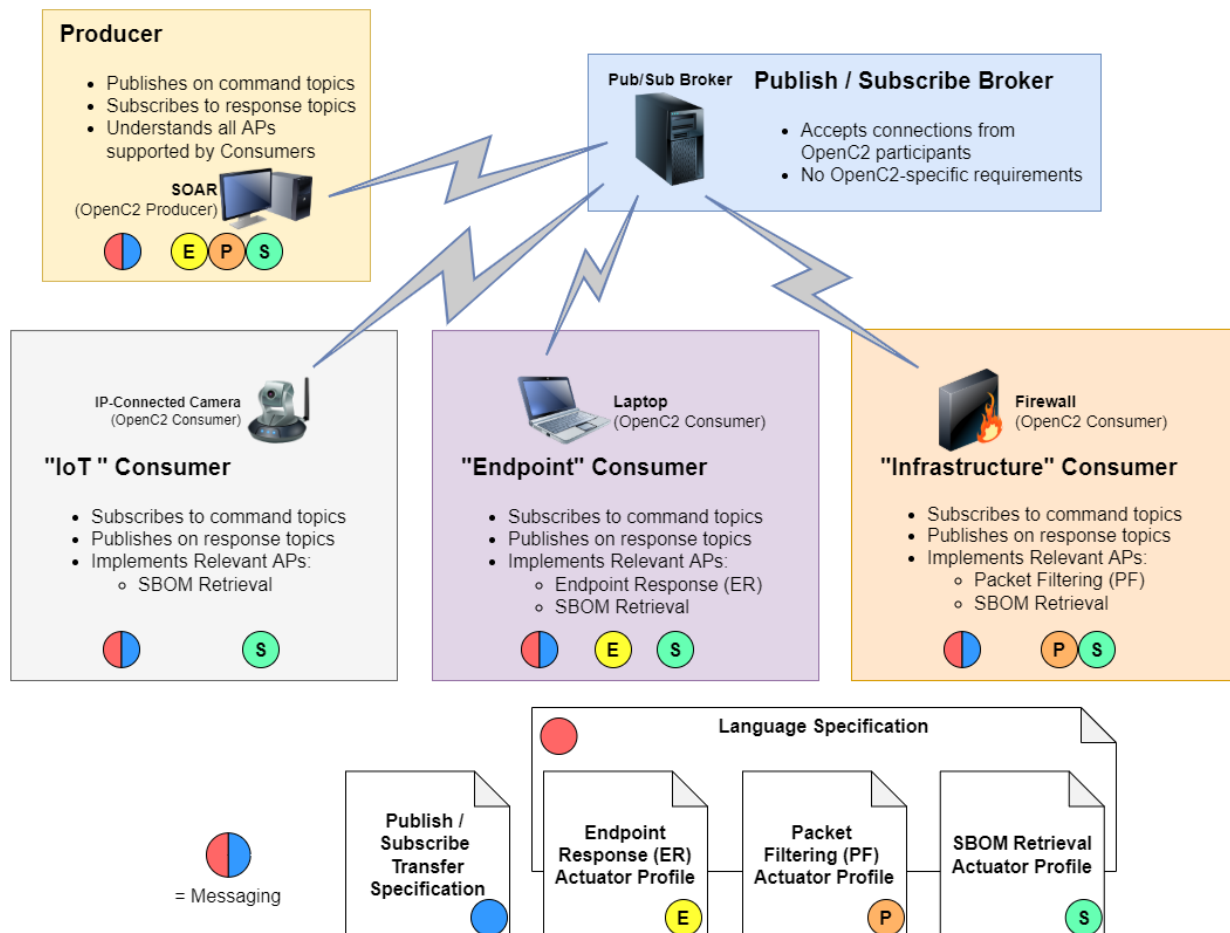 Producer
• Publishes on command topics
• Subscribes to response topics
• Understands all APs
supported by Consumers
SOAR
(OpenC2 Producer)
E P S
Pub/Sub Broker
Publish / Subscribe Broker
• Accepts connections from
OpenC2 participants
• No OpenC2-specific requirements
IP-Connected Camera
(OpenC2 Consumer)
"IoT " Consumer
• Subscribes to command topics
• Publishes on response topics
• Implements Relevant APs:
○ SBOM Retrieval
S
Laptop
(OpenC2 Consumer)
"Endpoint" Consumer
• Subscribes to command topics
• Publishes on response topics
• Implements Relevant APs:
○ Endpoint Response (ER)
○ SBOM Retrieval
E S
Firewall
(OpenC2 Consumer)
"Infrastructure" Consumer
• Subscribes to command topics
• Publishes on response topics
• Implements Relevant APs:
○ Packet Filtering (PF)
○ SBOM Retrieval
P S
= Messaging
Language Specification
Publish /
Subscribe
Transfer
Specification
Endpoint
Response (ER)
Actuator Profile
E
Packet
Filtering (PF)
Actuator Profile
P
SBOM Retrieval
Actuator Profile
S